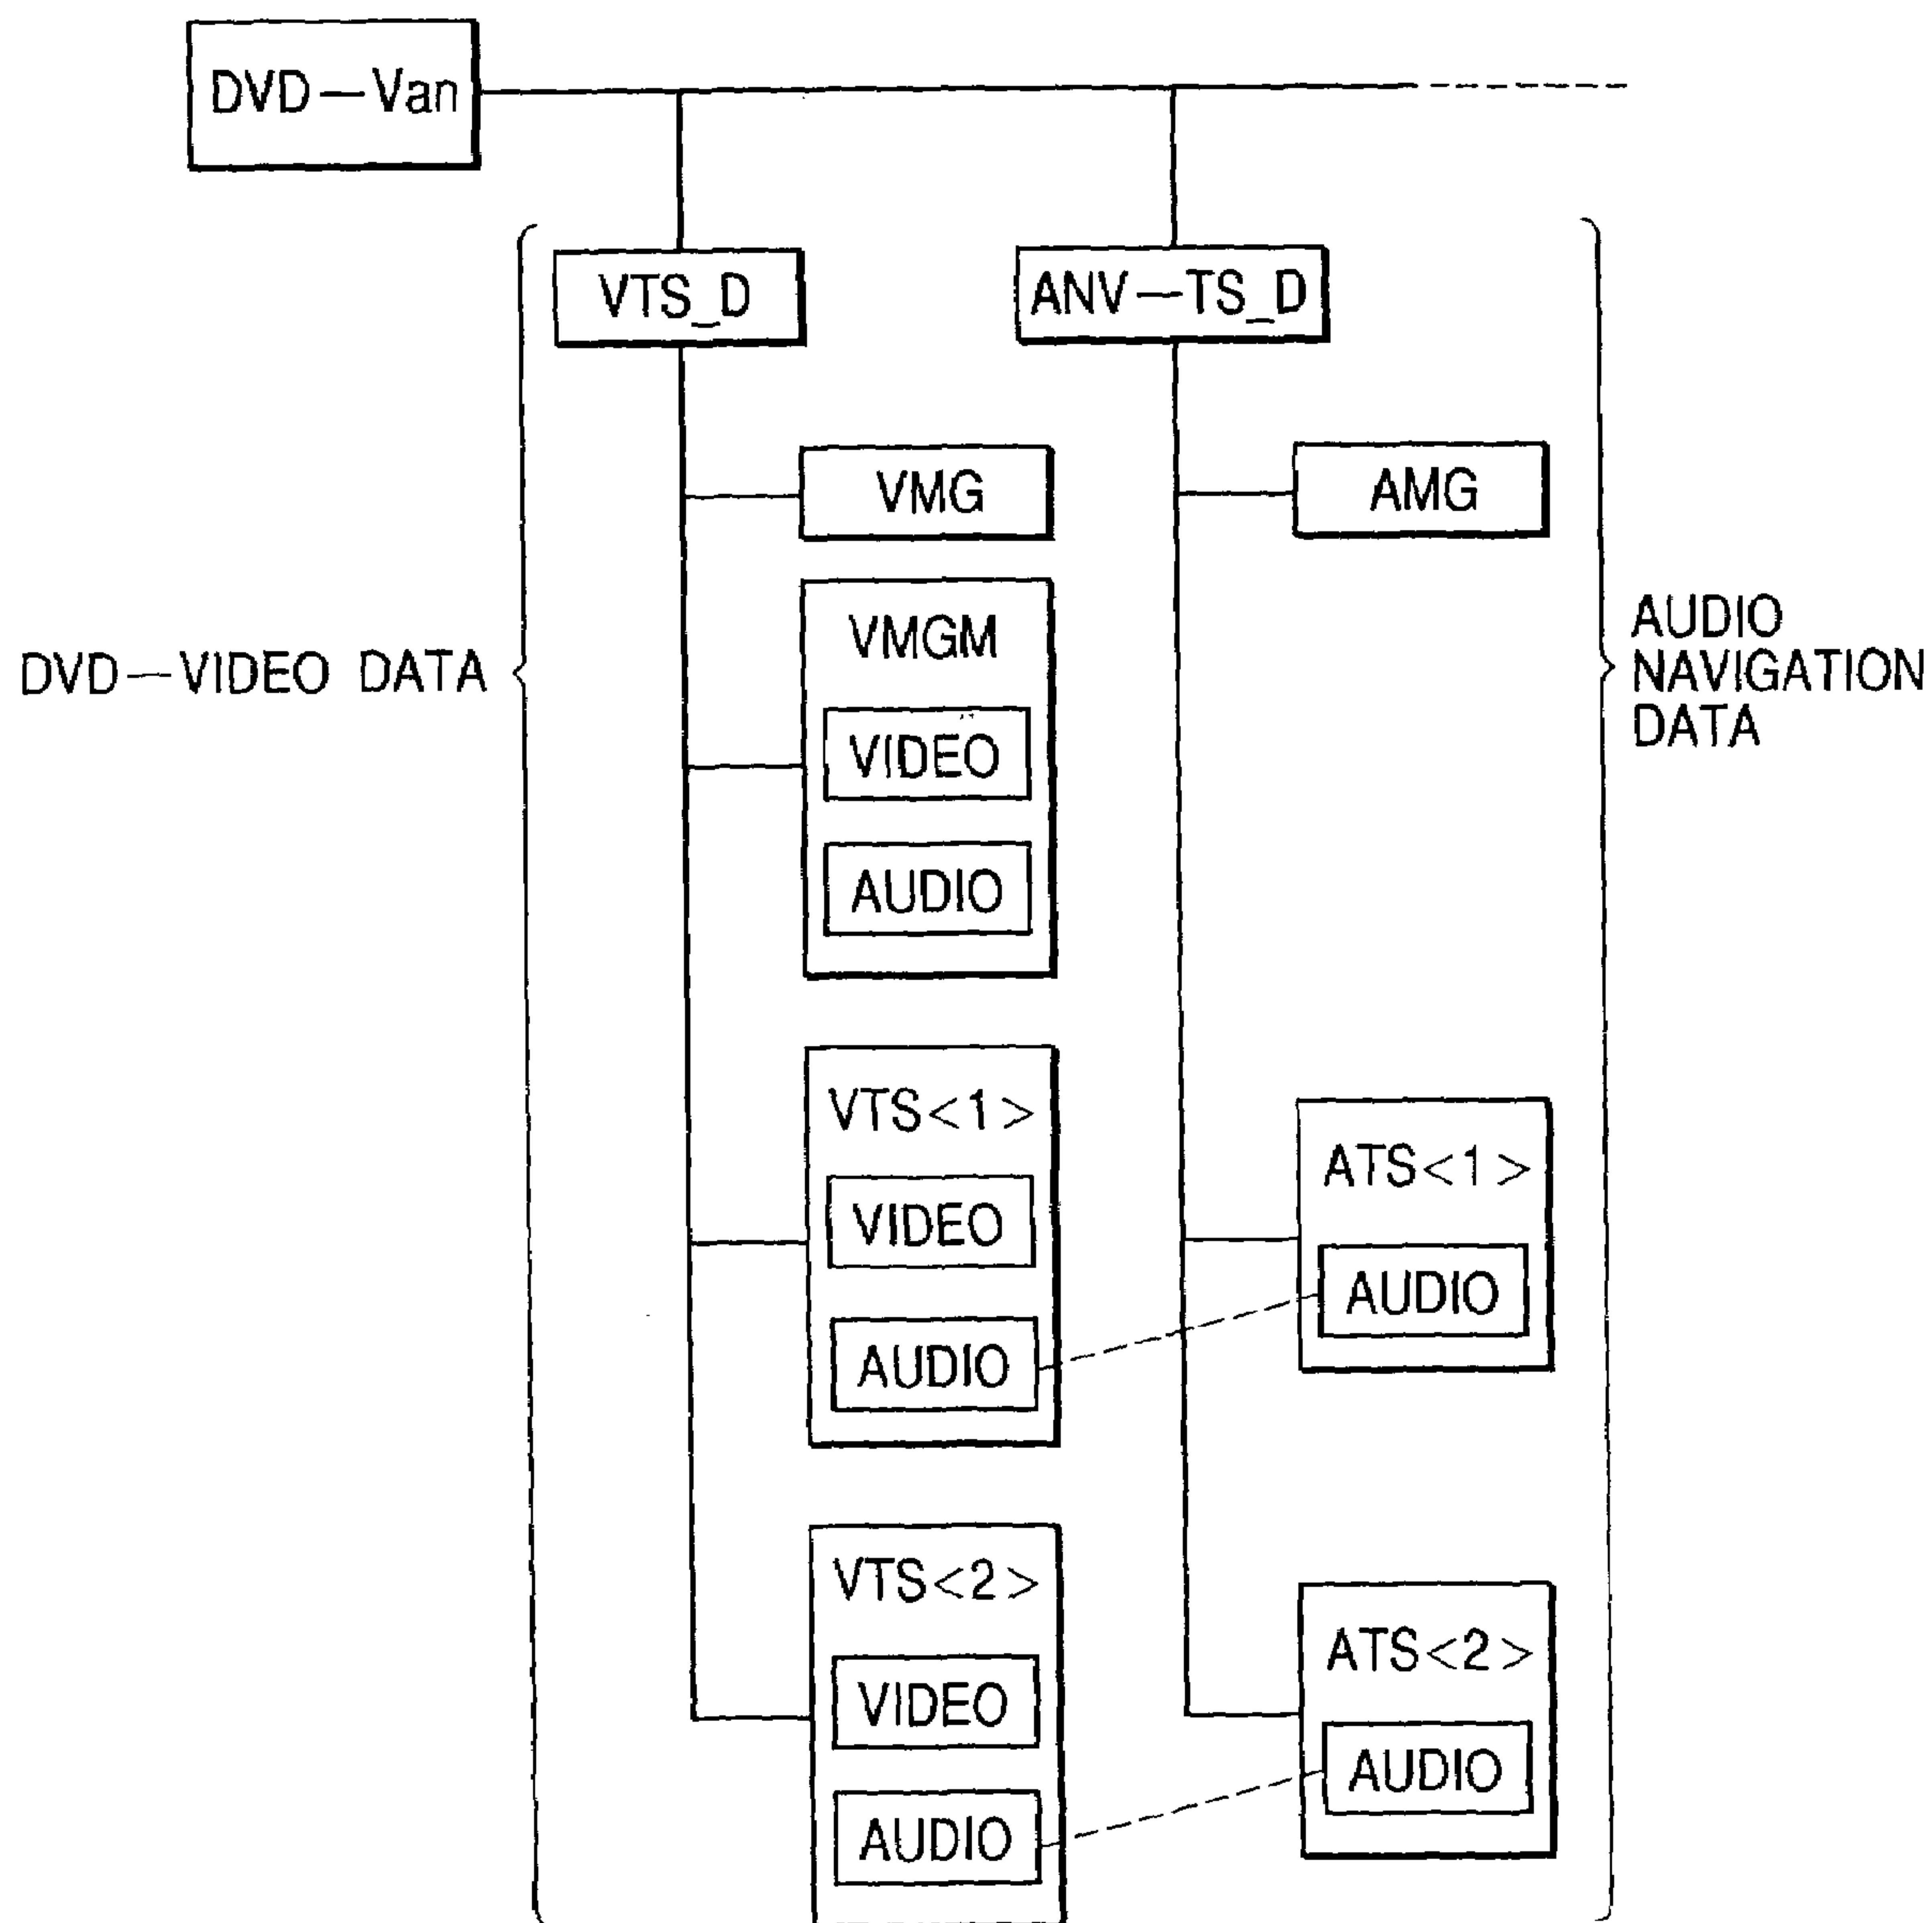 DVD—Van
VTS_D
ANV—TS_D
VMG
AMG
VMGM
VIDEO
AUDIO
DVD—VIDEO DATA
AUDIO
NAVIGATION
DATA
VTS<1>
VIDEO
AUDIO
ATS<1>
AUDIO
VTS<2>
VIDEO
AUDIO
ATS<2>
AUDIO